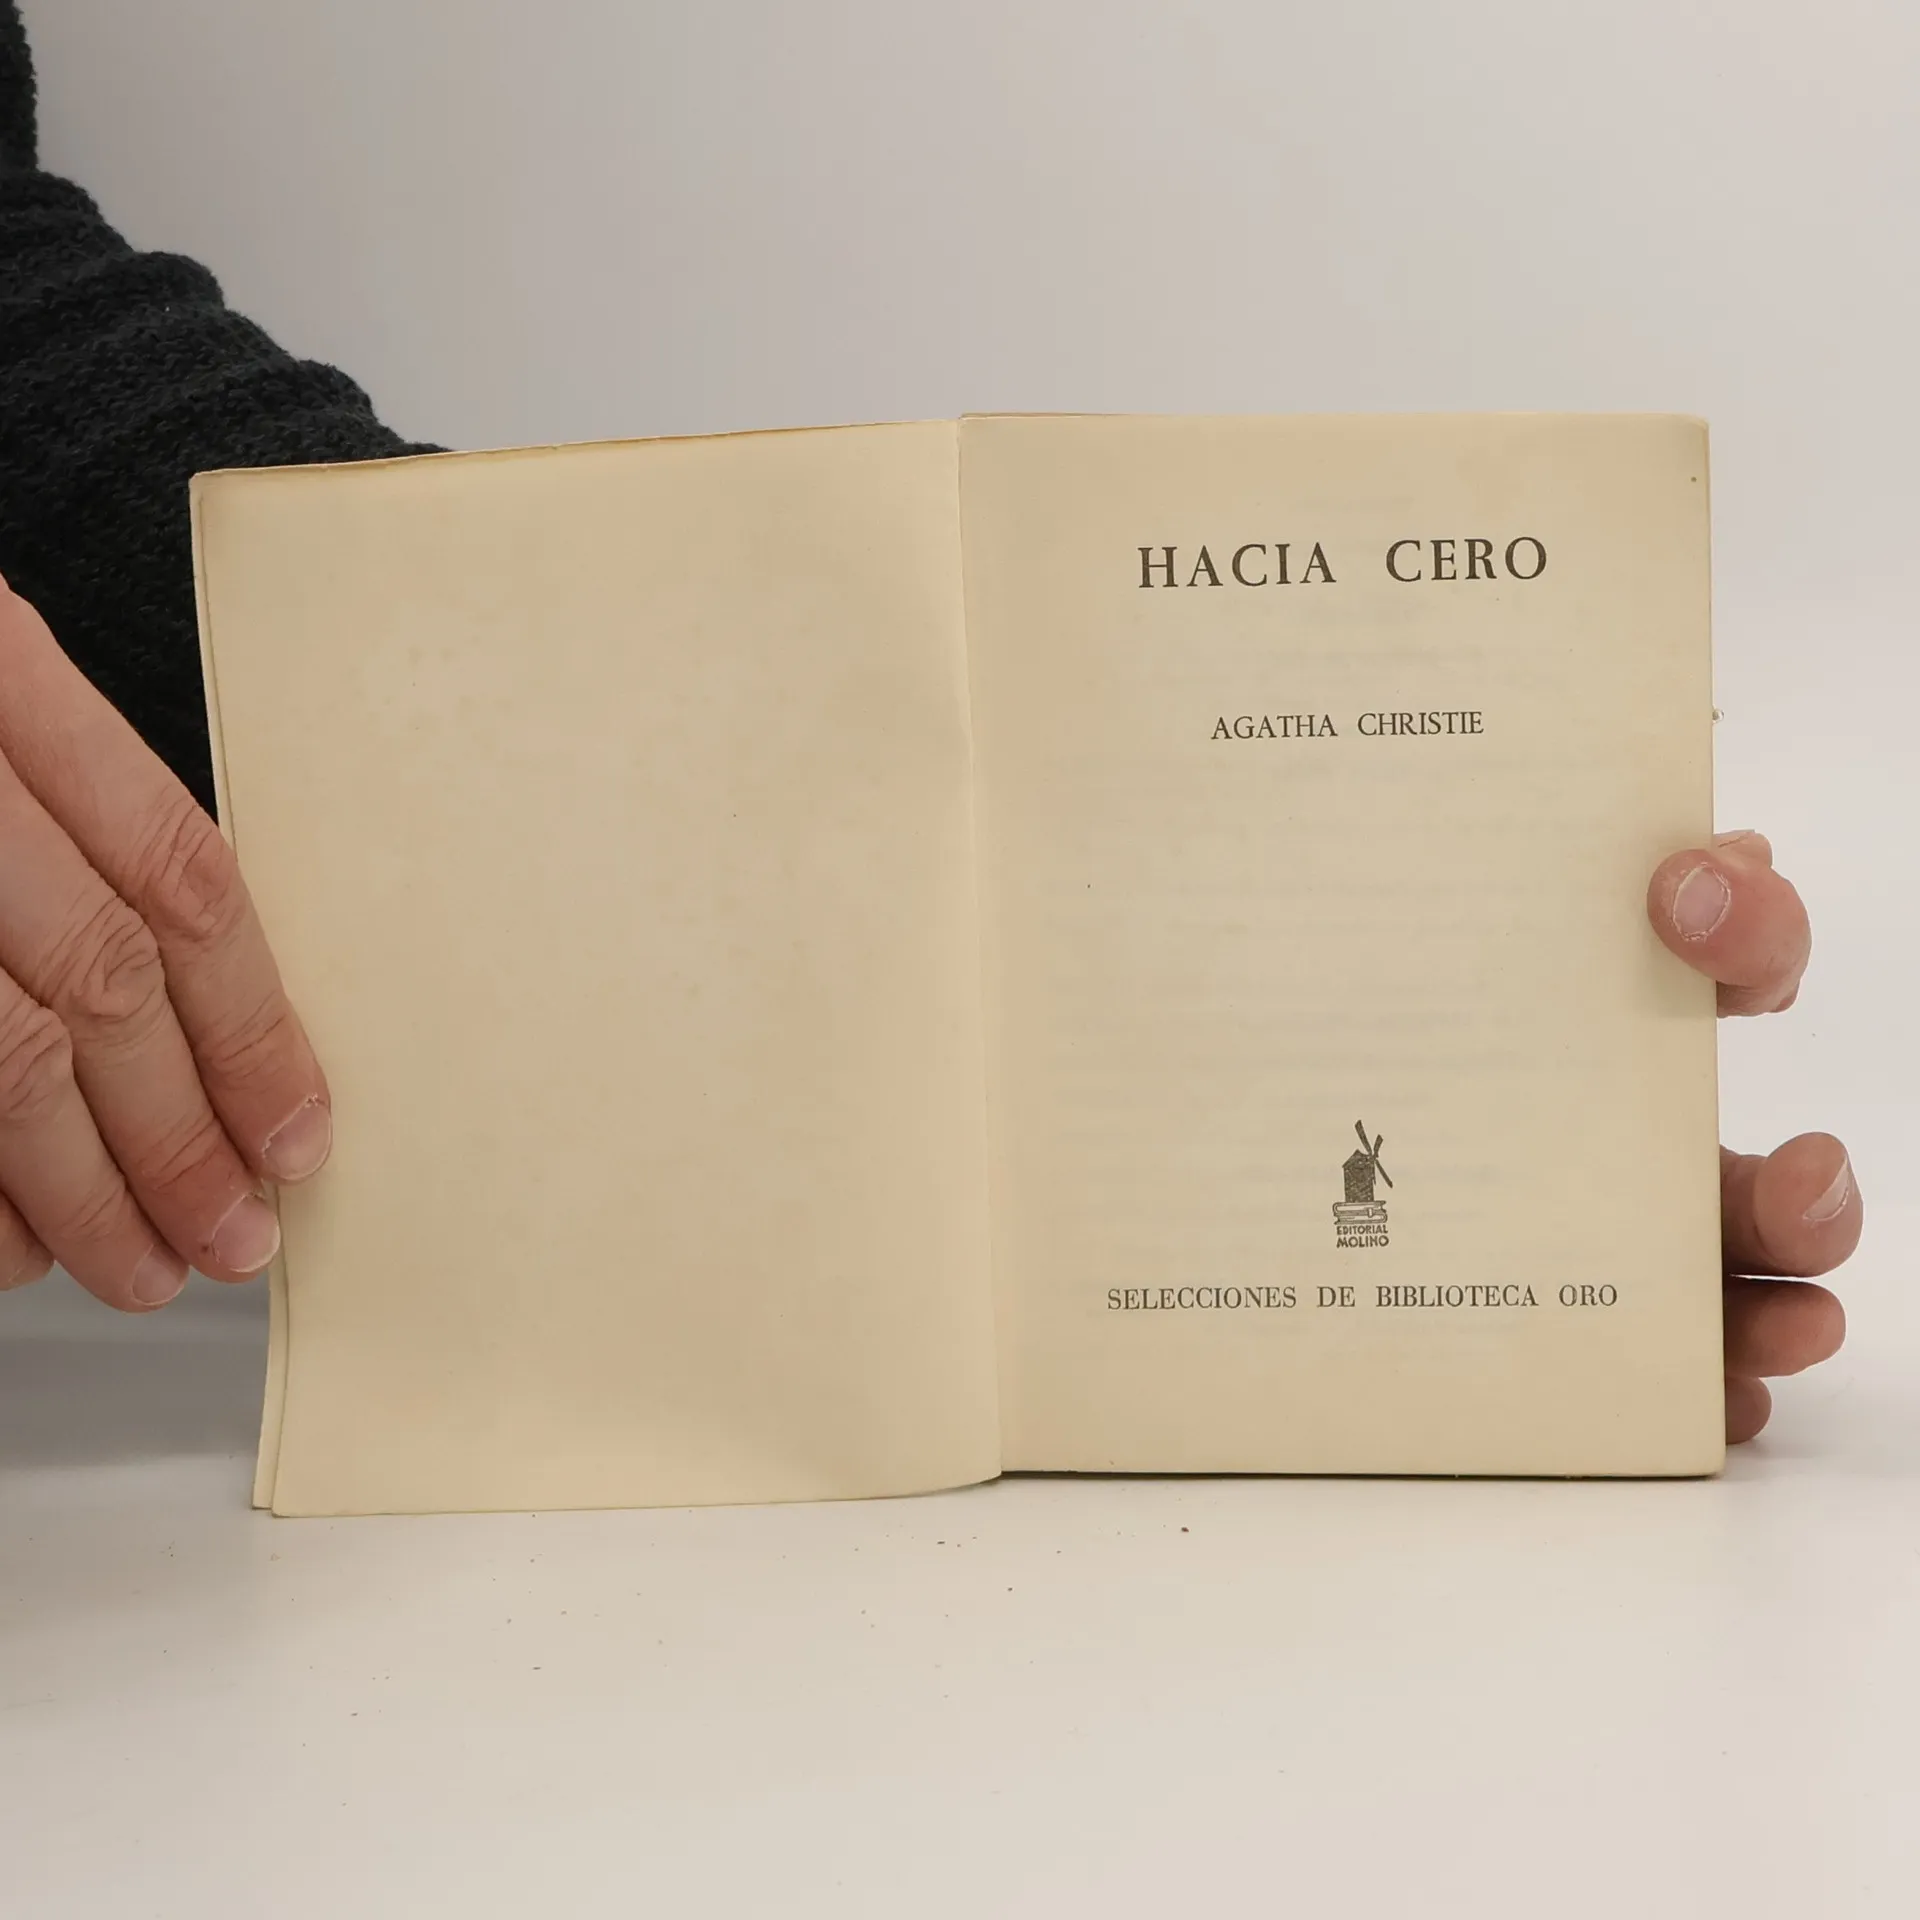 HACIA CERO
AGATHA CHRISTIE
EDITORIAL
MOLINO
SELECCIONES DE BIBLIOTECA ORO